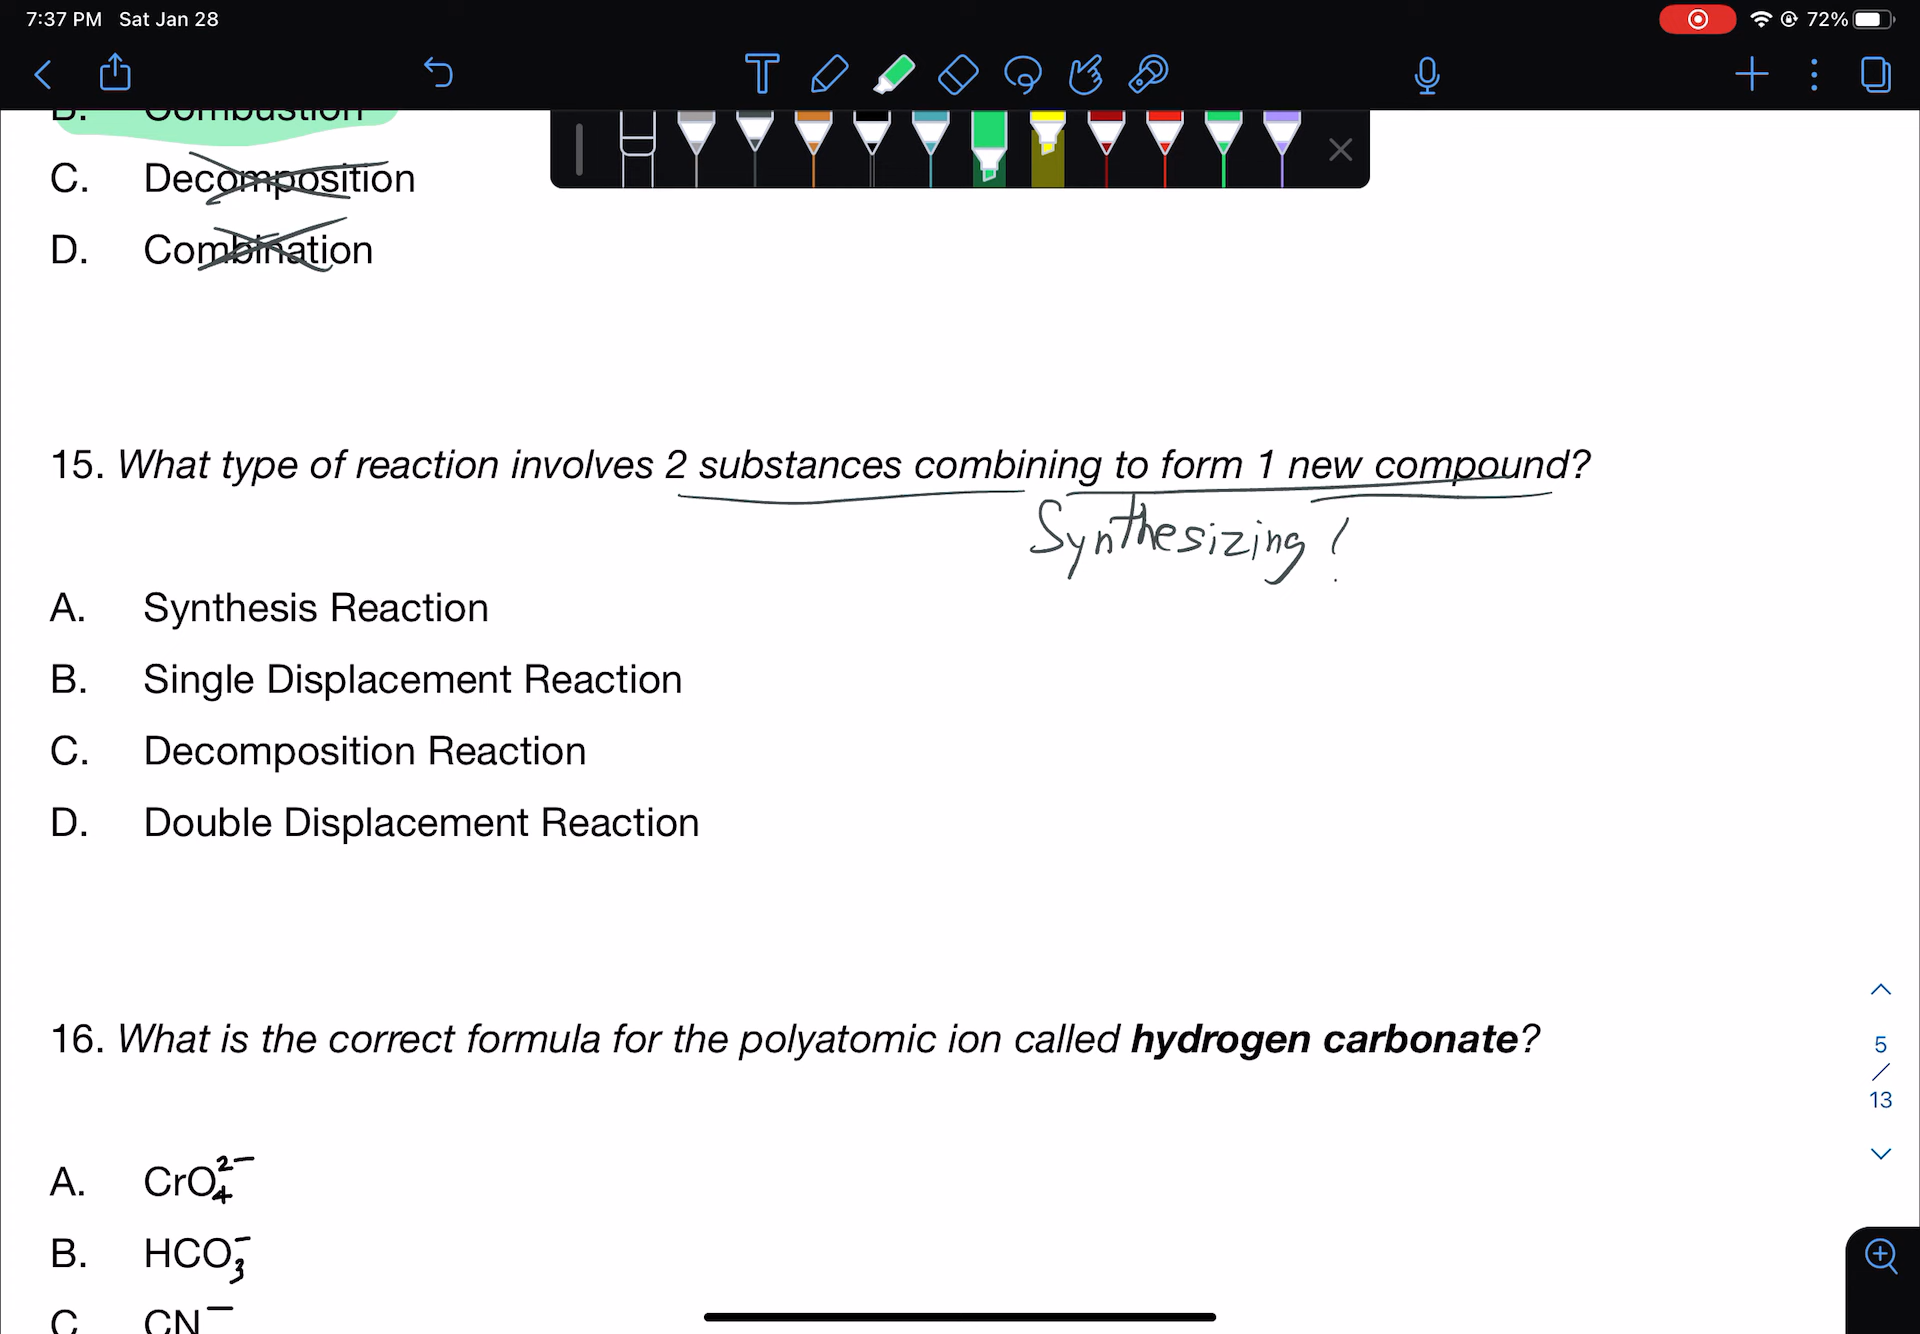 7:37 PM Sat Jan 28
72%
B. Combustion
C. Decomposition
D. Combination
15. What type of reaction involves 2 substances combining to form 1 new compound?
Synthesizing!
A. Synthesis Reaction
B. Single Displacement Reaction
C. Decomposition Reaction
D. Double Displacement Reaction
16. What is the correct formula for the polyatomic ion called hydrogen carbonate?
5
/
13
A. CrO₄²⁻
B. HCO₃⁻
C CN⁻